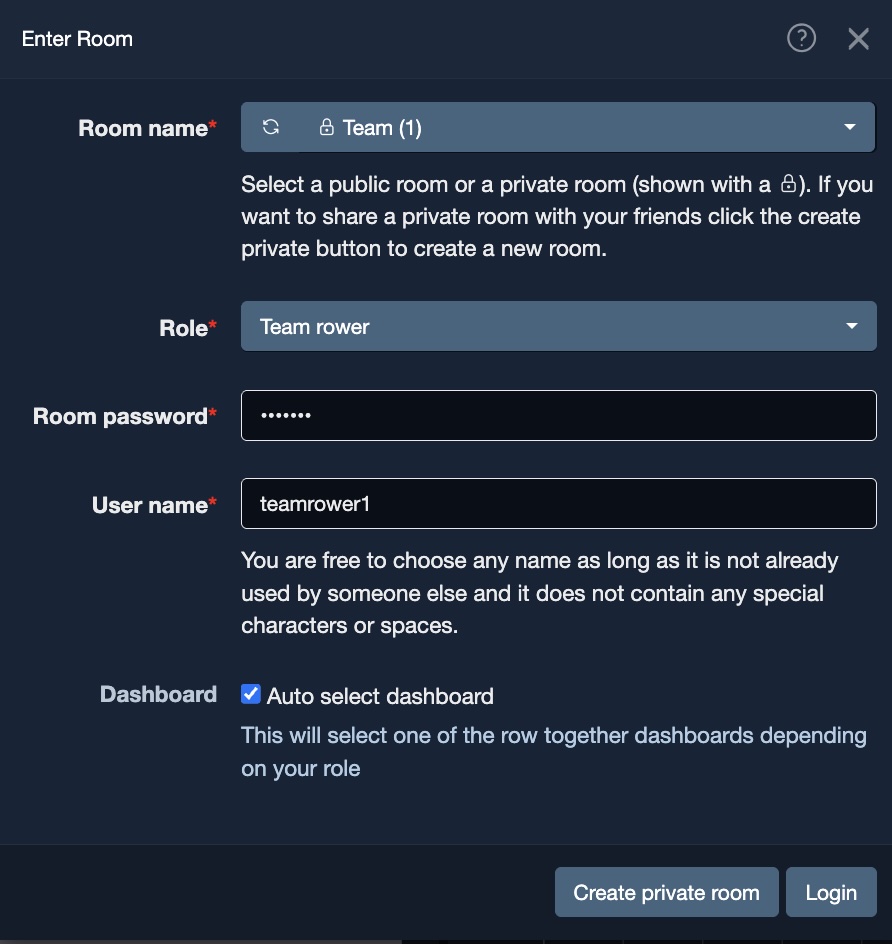 Enter Room
Room name*
Team (1)
Select a public room or a private room (shown with a 🔒). If you
want to share a private room with your friends click the create
private button to create a new room.
Role*
Team rower
Room password*
•••••••
User name*
teamrower1
You are free to choose any name as long as it is not already
used by someone else and it does not contain any special
characters or spaces.
Dashboard
Auto select dashboard
This will select one of the row together dashboards depending
on your role
Create private room
Login